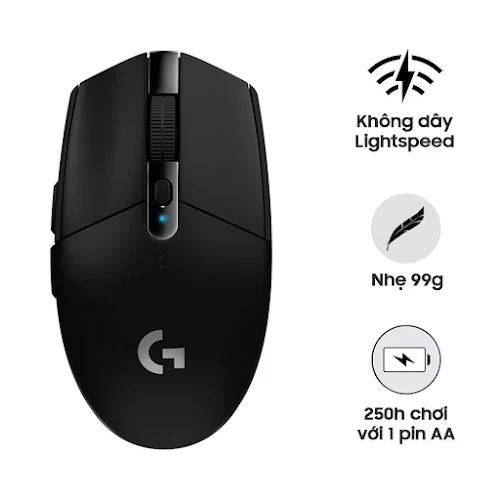 Không dây
Lightspeed
Nhẹ 99g
250h chơi
với 1 pin AA